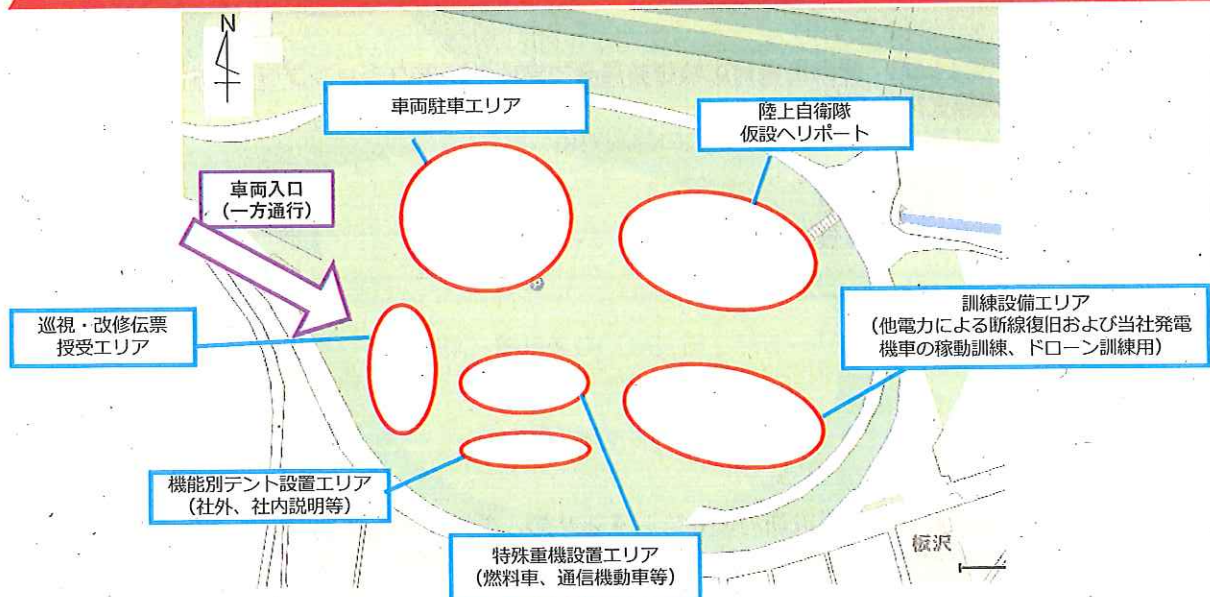 N
車両駐車エリア
陸上自衛隊
仮設ヘリポート
車両入口
(一方通行)
巡視・改修伝票
授受エリア
訓練設備エリア
(他電力による断線復旧および当社発電
機車の稼動訓練、ドローン訓練用)
機能別テント設置エリア
(社外、社内説明等)
特殊重機設置エリア
(燃料車、通信機動車等)
板沢